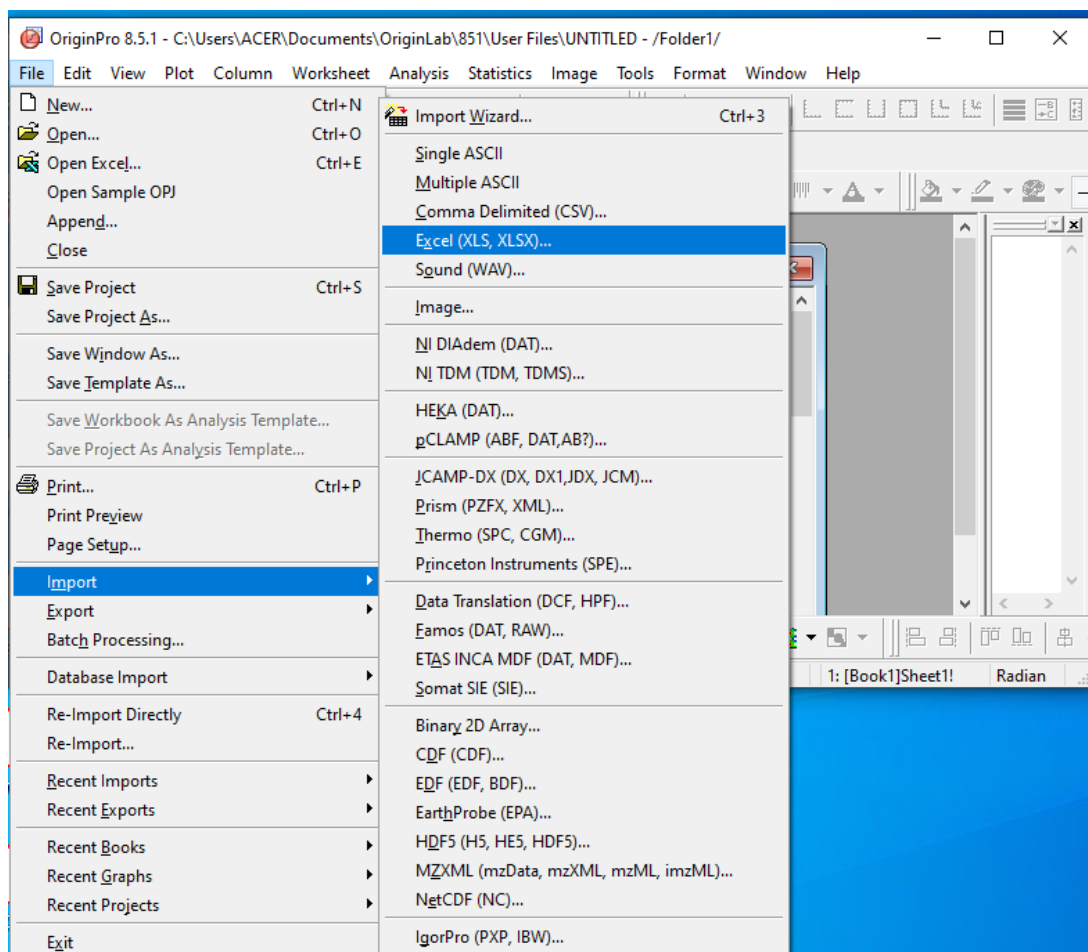 OriginPro 8.5.1 - C:\Users\ACER\Documents\OriginLab\851\User Files\UNTITLED - /Folder1/
File Edit View Plot Column Worksheet Analysis Statistics Image Tools Format Window Help
New... Ctrl+N
Open... Ctrl+O
Open Excel... Ctrl+E
Open Sample OPJ
Append...
Close
Save Project Ctrl+S
Save Project As...
Save Window As...
Save Template As...
Save Workbook As Analysis Template...
Save Project As Analysis Template...
Print... Ctrl+P
Print Preview
Page Setup...
Import
Export
Batch Processing...
Database Import
Re-Import Directly Ctrl+4
Re-Import...
Recent Imports
Recent Exports
Recent Books
Recent Graphs
Recent Projects
Exit
Import Wizard... Ctrl+3
Single ASCII
Multiple ASCII
Comma Delimited (CSV)...
Excel (XLS, XLSX)...
Sound (WAV)...
Image...
NI DIAdem (DAT)...
NI TDM (TDM, TDMS)...
HEKA (DAT)...
pCLAMP (ABF, DAT,AB?)...
JCAMP-DX (DX, DX1,JDX, JCM)...
Prism (PZFX, XML)...
Thermo (SPC, CGM)...
Princeton Instruments (SPE)...
Data Translation (DCF, HPF)...
Famos (DAT, RAW)...
ETAS INCA MDF (DAT, MDF)...
Somat SIE (SIE)...
Binary 2D Array...
CDF (CDF)...
EDF (EDF, BDF)...
EarthProbe (EPA)...
HDF5 (H5, HE5, HDF5)...
MZXML (mzData, mzXML, mzML, imzML)...
NetCDF (NC)...
IgorPro (PXP, IBW)...
A
1: [Book1]Sheet1! Radian